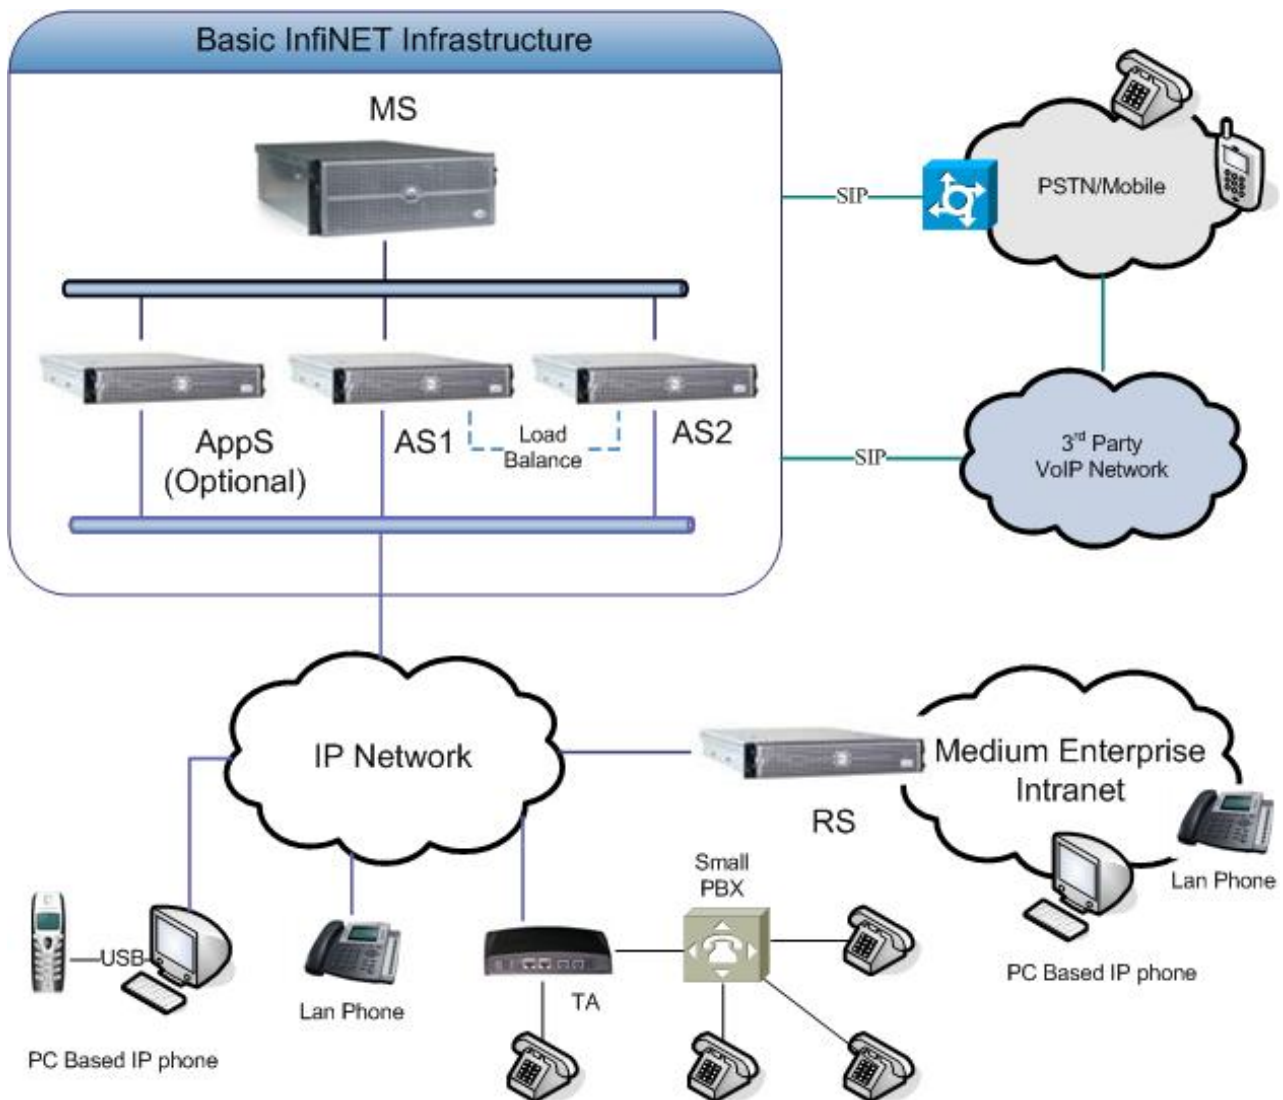 Basic InfiNET Infrastructure
MS
SIP
PSTN/Mobile
AppS
(Optional)
AS1
Load
Balance
AS2
SIP
3rd Party
VoIP Network
IP Network
RS
Medium Enterprise
Intranet
Lan Phone
PC Based IP phone
Small
PBX
USB
Lan Phone
TA
PC Based IP phone